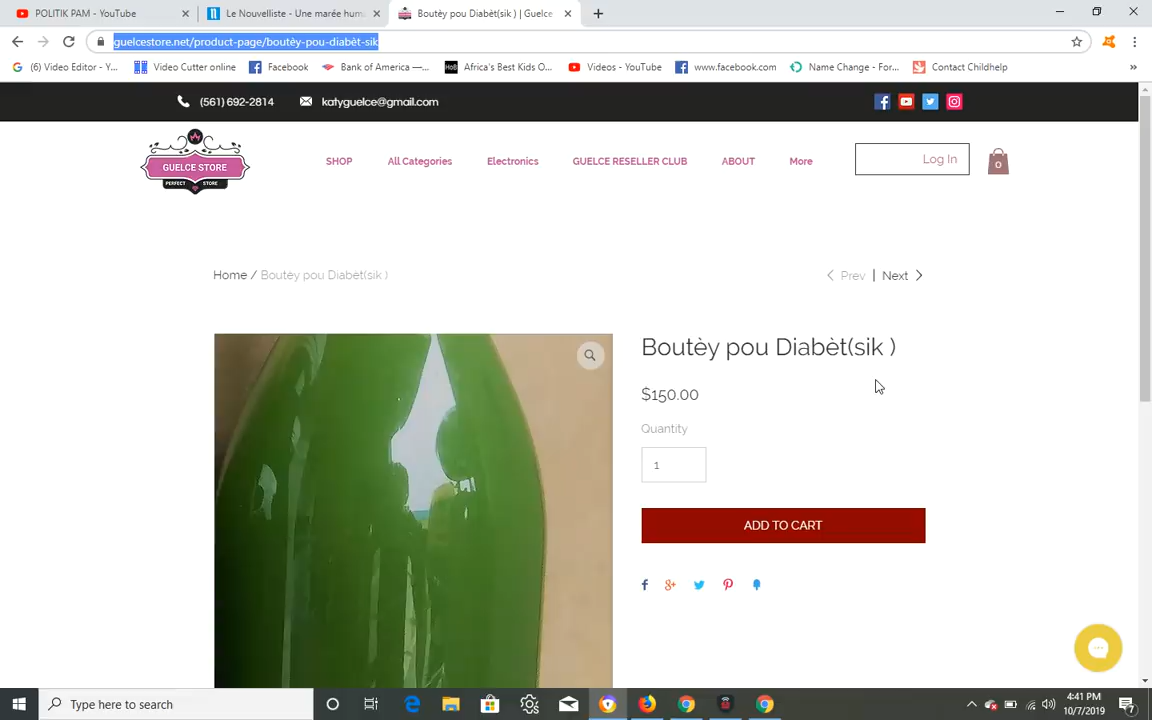 POLITIK PAM - YouTube
Le Nouvelliste - Une marée huma
Boutèy pou Diabèt(sik ) | Guelce
guelcestore.net/product-page/boutèy-pou-diabèt-sik
(6) Video Editor - Y...
Video Cutter online
Facebook
Bank of America —...
HoB
Africa's Best Kids O...
Videos - YouTube
www.facebook.com
Name Change - For...
Contact Childhelp
»
(561) 692-2814
katyguelce@gmail.com
GUELCE STORE
PERFECT STORE
SHOP
All Categories
Electronics
GUELCE RESELLER CLUB
ABOUT
More
Log In
0
Home / Boutèy pou Diabèt(sik )
Prev | Next
Boutèy pou Diabèt(sik )
$150.00
Quantity
1
ADD TO CART
Type here to search
4:41 PM
10/7/2019
7